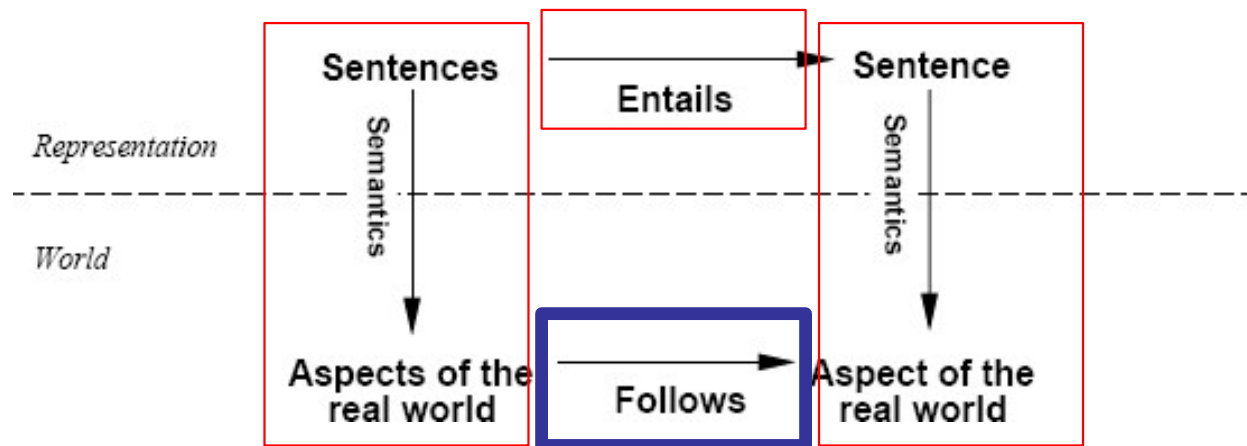 Sentences
Sentence
Entails
Semantics
Semantics
Representation
World
Aspects of the
real world
Follows
Aspect of the
real world